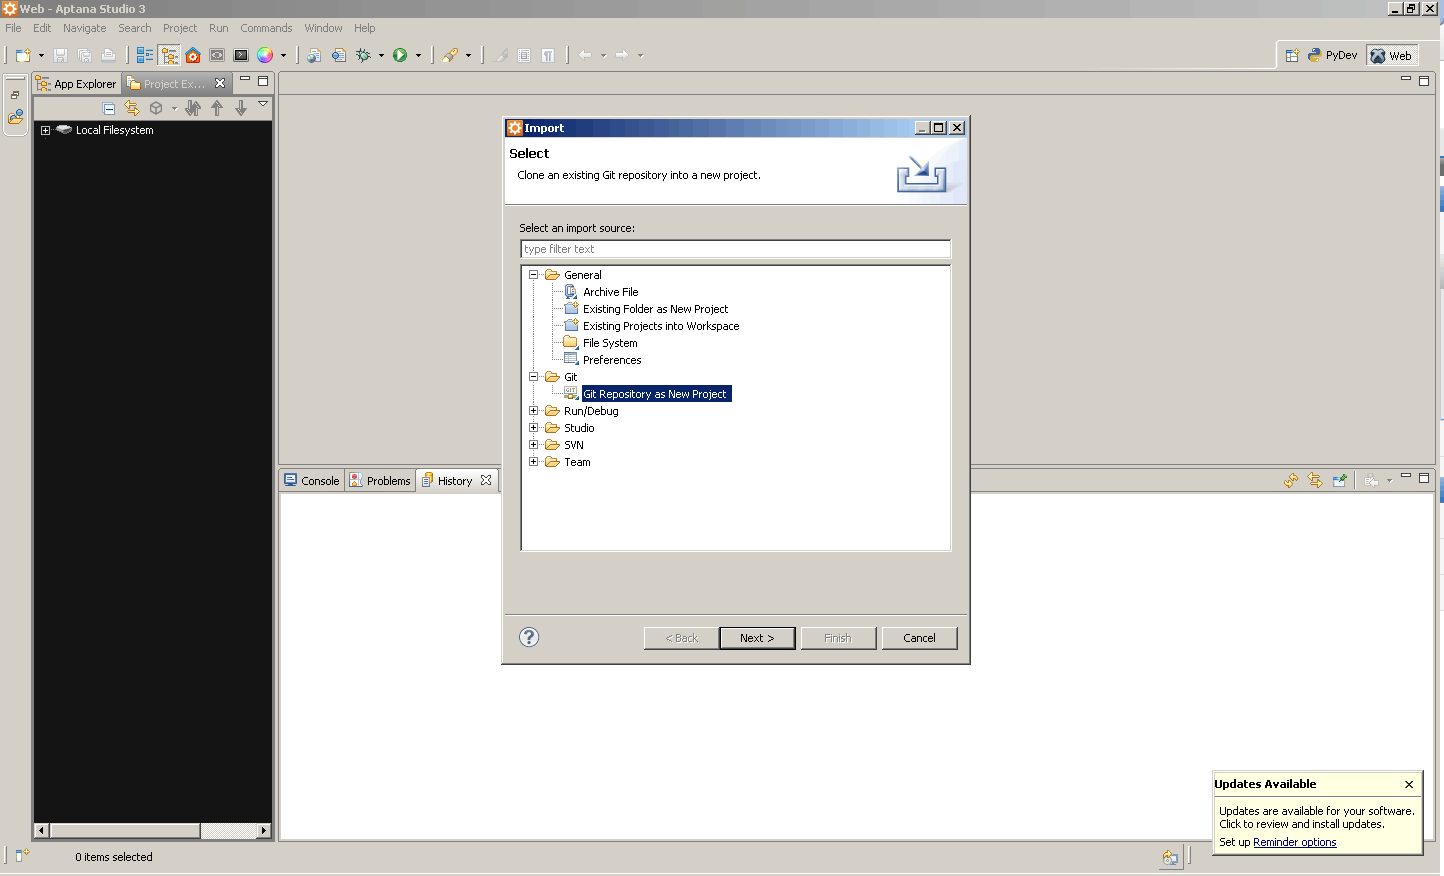 Web - Aptana Studio 3
File Edit Navigate Search Project Run Commands Window Help
PyDev Web
App Explorer Project Ex...
Local Filesystem
Import
Select
Clone an existing Git repository into a new project.
Select an import source:
type filter text
General
Archive File
Existing Folder as New Project
Existing Projects into Workspace
File System
Preferences
Git
Git Repository as New Project
Run/Debug
Studio
SVN
Team
Console Problems History
< Back Next > Finish Cancel
Updates Available
Updates are available for your software.
Click to review and install updates.
Set up Reminder options
0 items selected